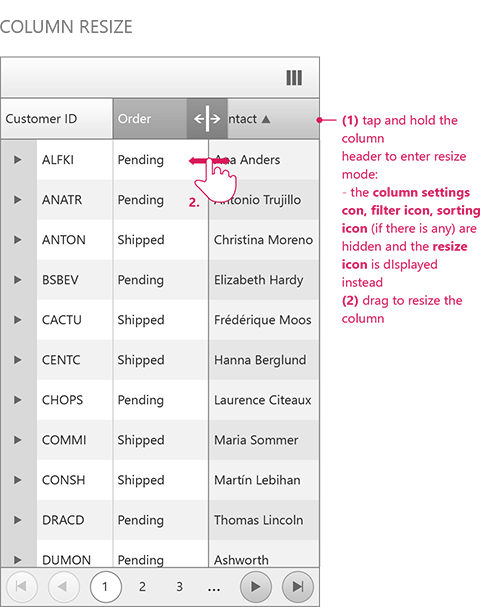 COLUMN RESIZE
Customer ID Order ntact
ALFKI Pending Ana Anders
ANATR Pending Antonio Trujillo
ANTON Shipped Christina Moreno
BSBEV Pending Elizabeth Hardy
CACTU Shipped Frédérique Moos
CENTC Shipped Hanna Berglund
CHOPS Pending Laurence Citeaux
COMMI Shipped Maria Sommer
CONSH Shipped Martín Lebihan
DRACD Pending Thomas Lincoln
DUMON Pending Ashworth
1 2 3 ...
2.
(1) tap and hold the
column
header to enter resize
mode:
- the column settings
con, filter icon, sorting
icon (if there is any) are
hidden and the resize
icon is dIsplayed
instead
(2) drag to resize the
column